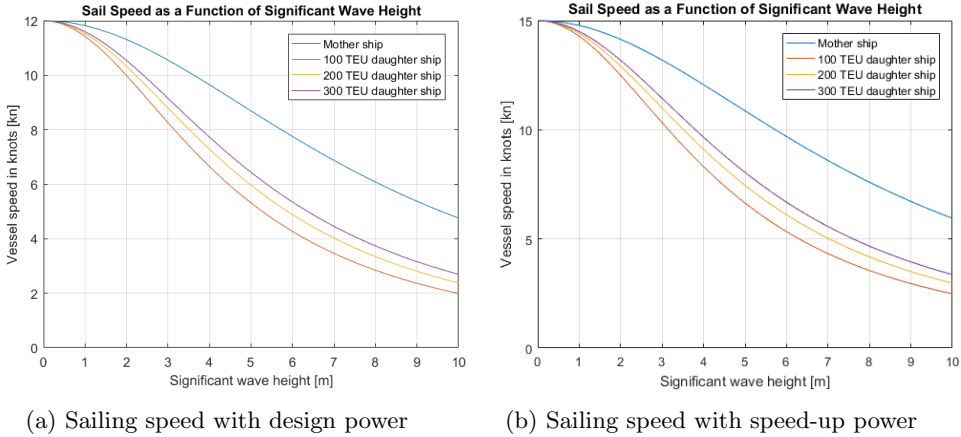 Sail Speed as a Function of Significant Wave Height
12
10
8
6
4
2
0
Vessel speed in knots [kn]
Mother ship
100 TEU daughter ship
200 TEU daughter ship
300 TEU daughter ship
0 1 2 3 4 5 6 7 8 9 10
Significant wave height [m]
(a) Sailing speed with design power
Sail Speed as a Function of Significant Wave Height
15
10
5
0
Vessel speed in knots [kn]
Mother ship
100 TEU daughter ship
200 TEU daughter ship
300 TEU daughter ship
0 1 2 3 4 5 6 7 8 9 10
Significant wave height [m]
(b) Sailing speed with speed-up power